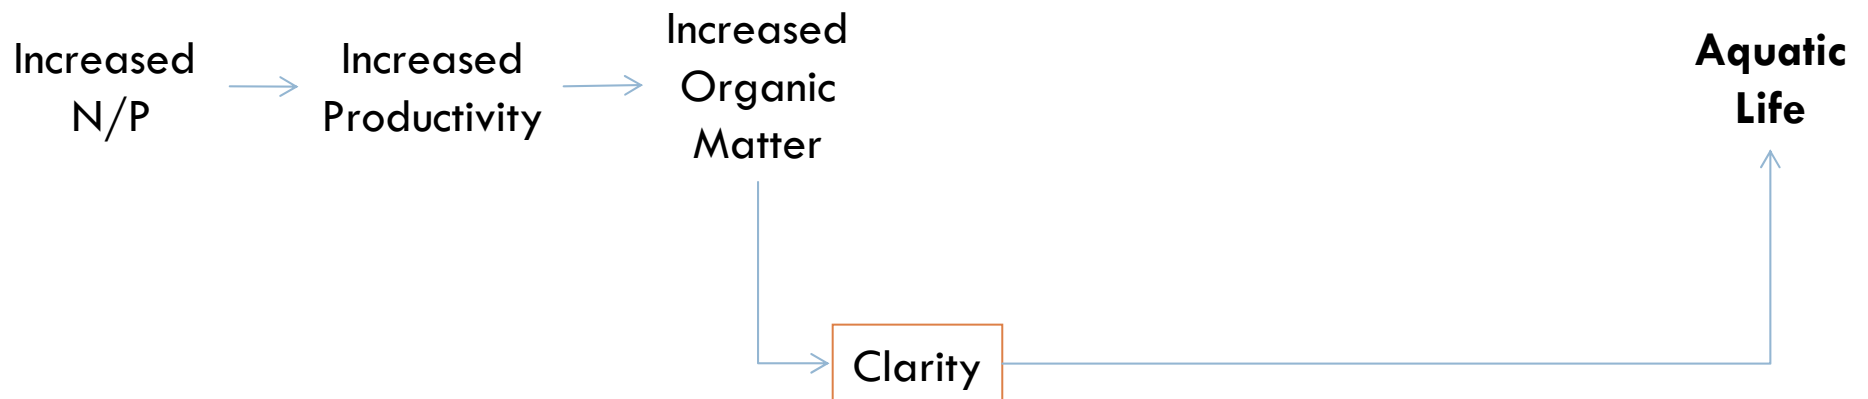 Increased
N/P
Increased
Productivity
Increased
Organic
Matter
Aquatic
Life
Clarity